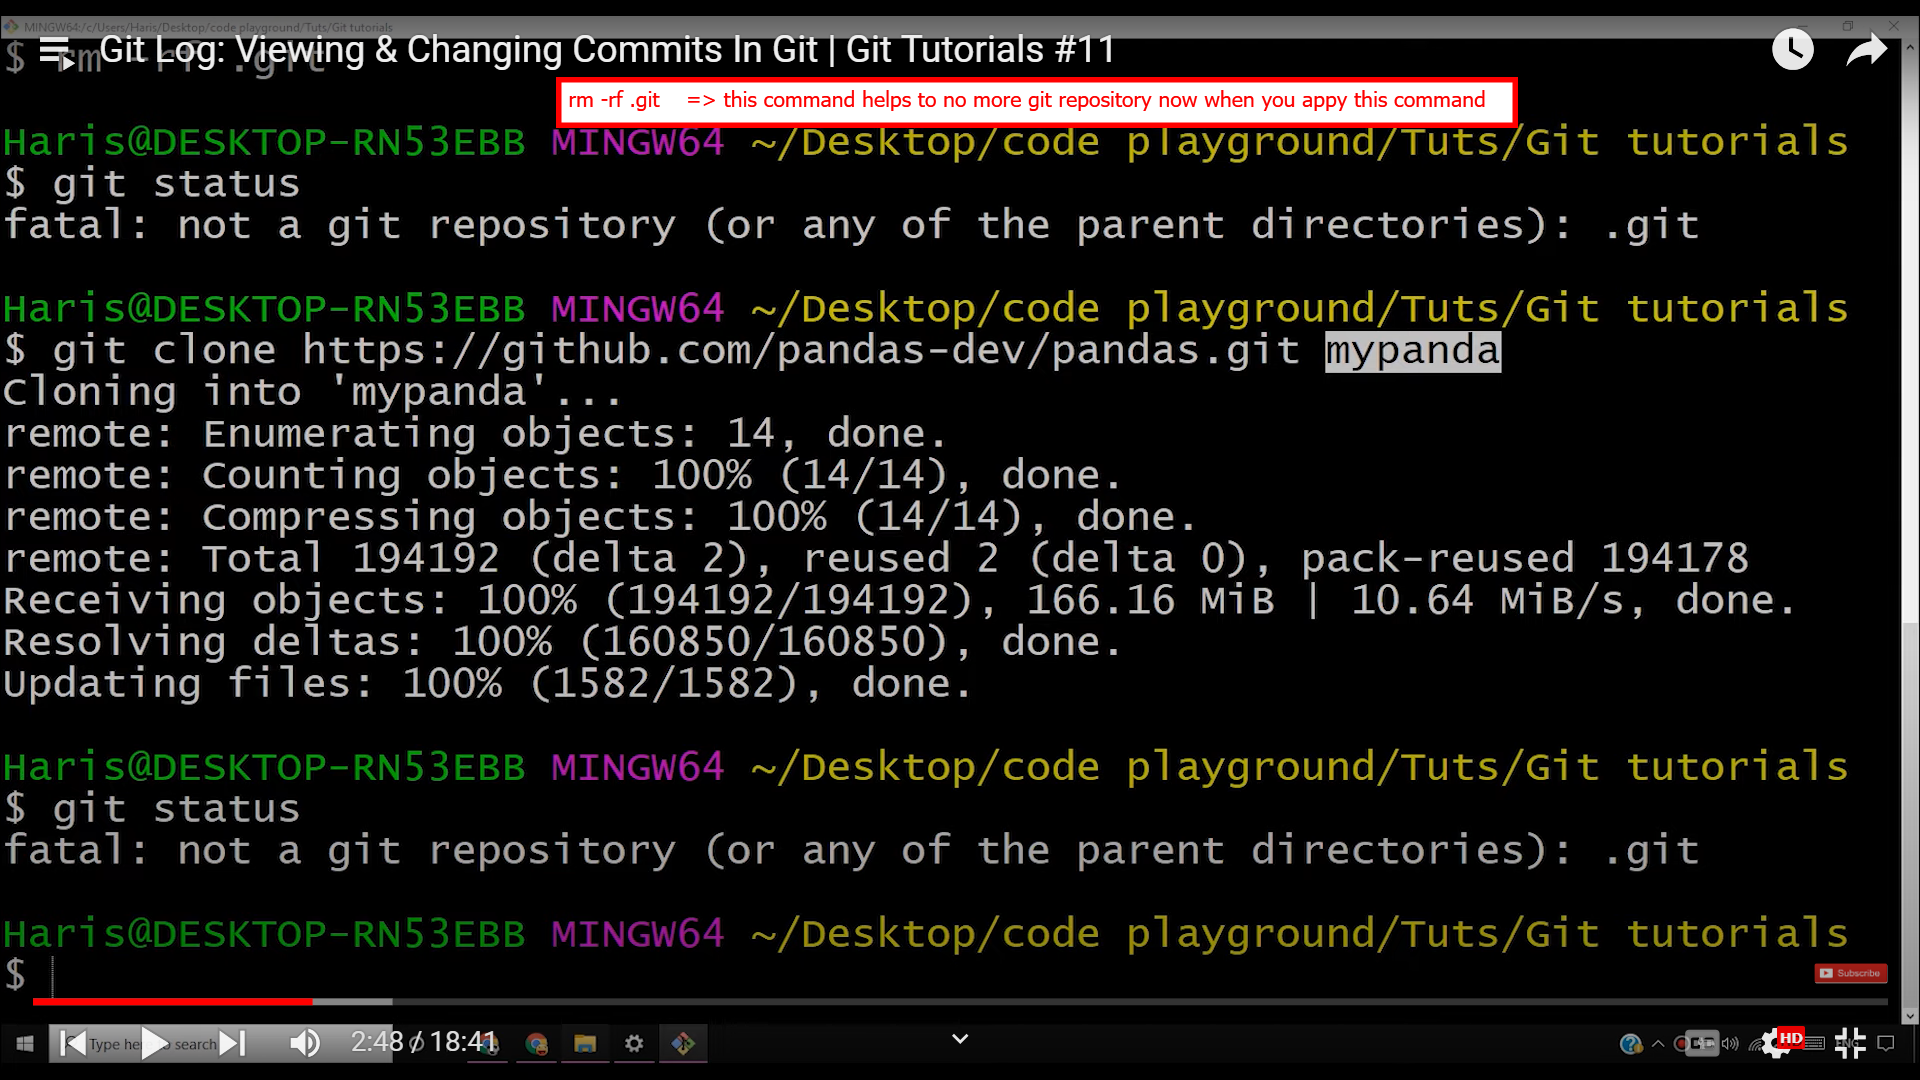 MINGW64:/c/Users/Haris/Desktop/code playground/Tuts/Git tutorials
$ rm -rf .git
Git Log: Viewing & Changing Commits In Git | Git Tutorials #11
rm -rf .git => this command helps to no more git repository now when you appy this command
Haris@DESKTOP-RN53EBB MINGW64 ~/Desktop/code playground/Tuts/Git tutorials
$ git status
fatal: not a git repository (or any of the parent directories): .git
Haris@DESKTOP-RN53EBB MINGW64 ~/Desktop/code playground/Tuts/Git tutorials
$ git clone https://github.com/pandas-dev/pandas.git mypanda
Cloning into 'mypanda'...
remote: Enumerating objects: 14, done.
remote: Counting objects: 100% (14/14), done.
remote: Compressing objects: 100% (14/14), done.
remote: Total 194192 (delta 2), reused 2 (delta 0), pack-reused 194178
Receiving objects: 100% (194192/194192), 166.16 MiB | 10.64 MiB/s, done.
Resolving deltas: 100% (160850/160850), done.
Updating files: 100% (1582/1582), done.
Haris@DESKTOP-RN53EBB MINGW64 ~/Desktop/code playground/Tuts/Git tutorials
$ git status
fatal: not a git repository (or any of the parent directories): .git
Haris@DESKTOP-RN53EBB MINGW64 ~/Desktop/code playground/Tuts/Git tutorials
$
Subscribe
Type here to search
2:48 / 18:41
HD